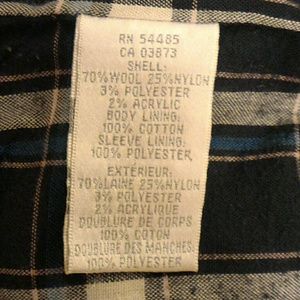 RN 54485
CA 03873
SHELL:
70%WOOL 25%NYLON
3% POLYESTER
2% ACRYLIC
BODY LINING:
100% COTTON
SLEEVE LINING:
100% POLYESTER
EXTÉRIEUR:
70%LAINE 25%NYLON
3% POLYESTER
2% ACRYLIQUE
DOUBLURE DE CORPS
100% COTON
DOUBLURE DES MANCHES:
100% POLYESTER